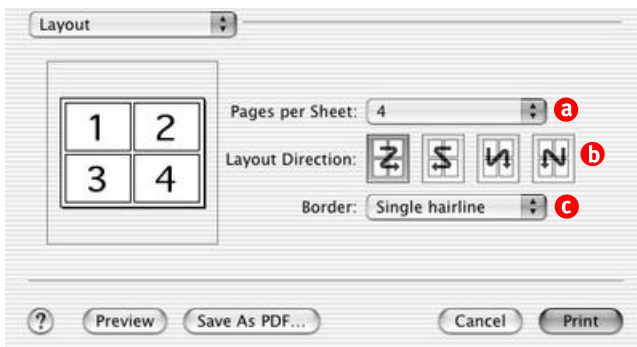 Layout
1 2
3 4
Pages per Sheet: 4 a
Layout Direction: b
Border: Single hairline c
? Preview Save As PDF... Cancel Print